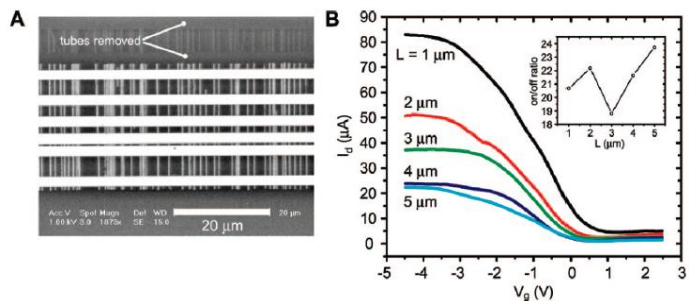 A
tubes removed
Acc.V Spot Magn Det WD
1.00 kV 3.0 1873x SE 15.0
20 μm
20 μm
B
90
80
70
60
50
40
30
20
10
0
I_d (μA)
L = 1 μm
2 μm
3 μm
4 μm
5 μm
-5 -4 -3 -2 -1 0 1 2 3
V_g (V)
24
23
22
21
20
19
18
on/off ratio
1 2 3 4 5
L (μm)